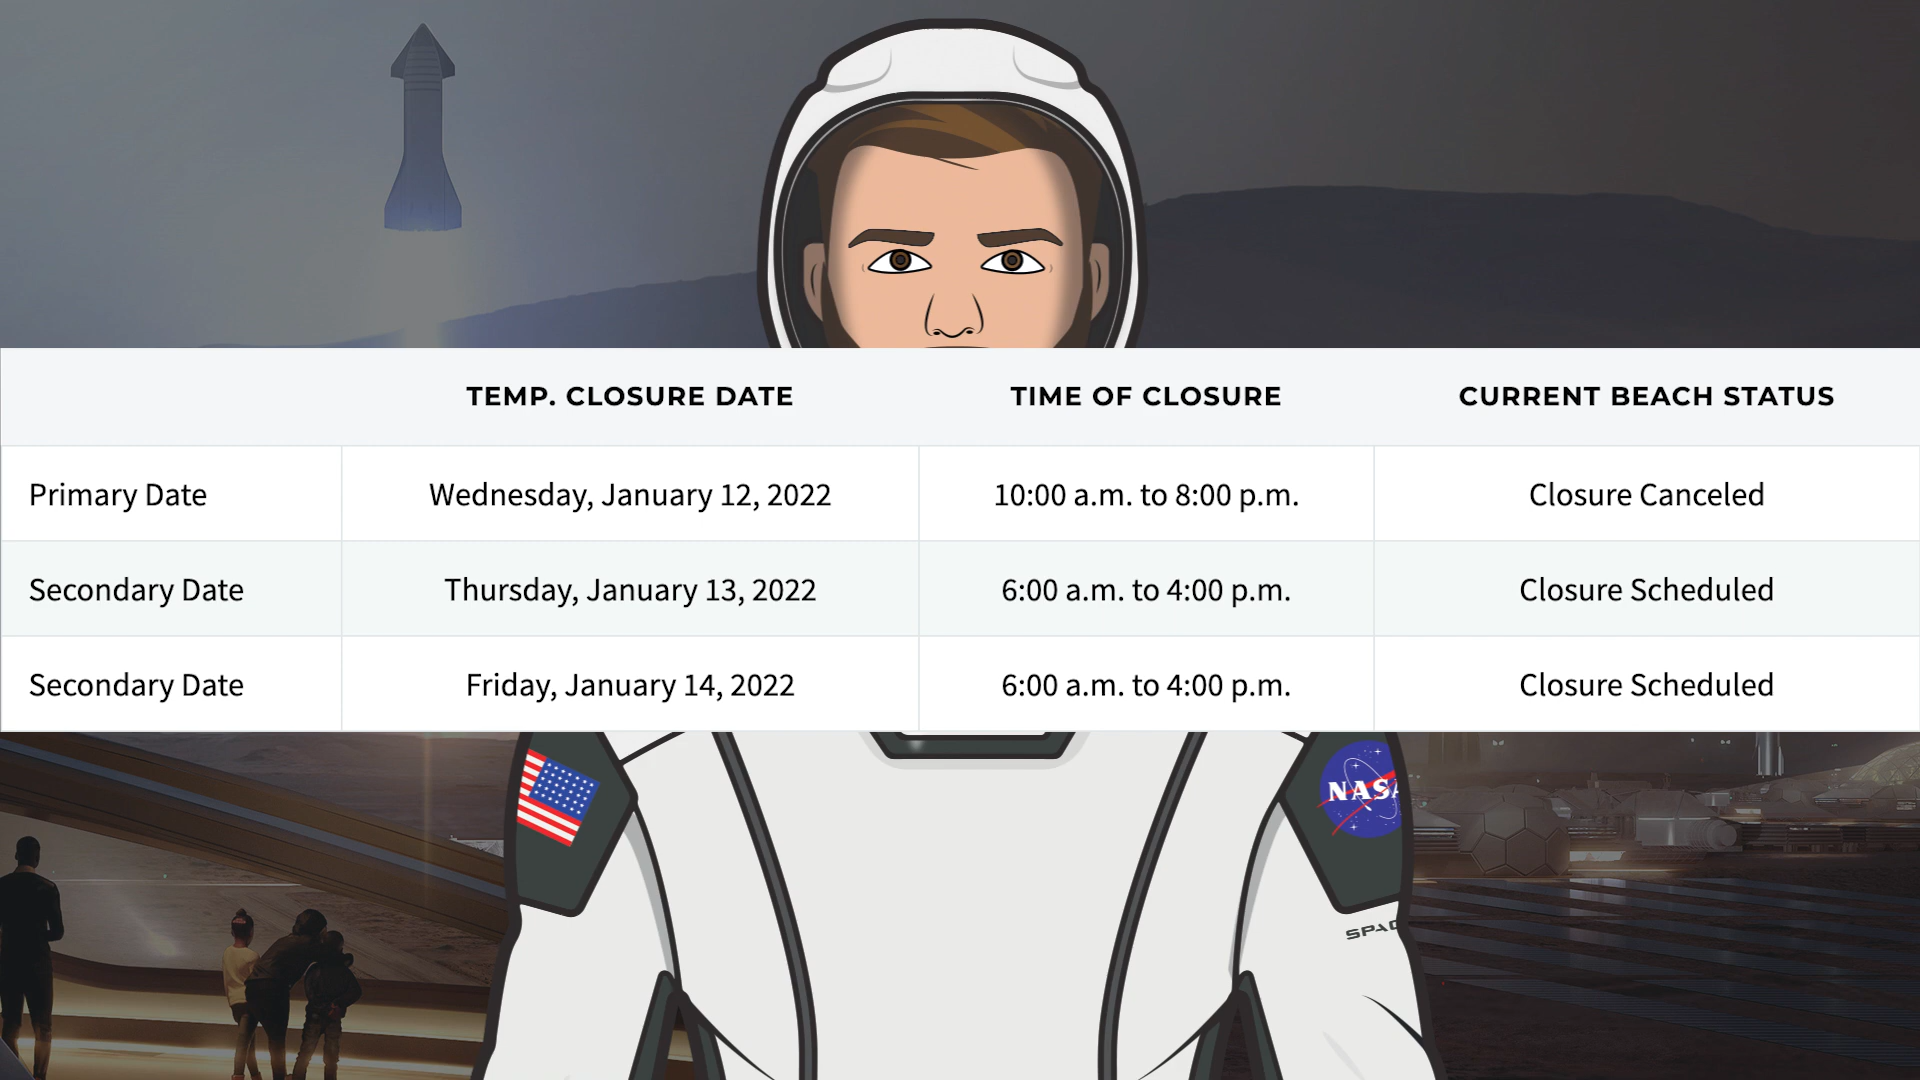 TEMP. CLOSURE DATE TIME OF CLOSURE CURRENT BEACH STATUS
Primary Date Wednesday, January 12, 2022 10:00 a.m. to 8:00 p.m. Closure Canceled
Secondary Date Thursday, January 13, 2022 6:00 a.m. to 4:00 p.m. Closure Scheduled
Secondary Date Friday, January 14, 2022 6:00 a.m. to 4:00 p.m. Closure Scheduled
NASA
SPAC